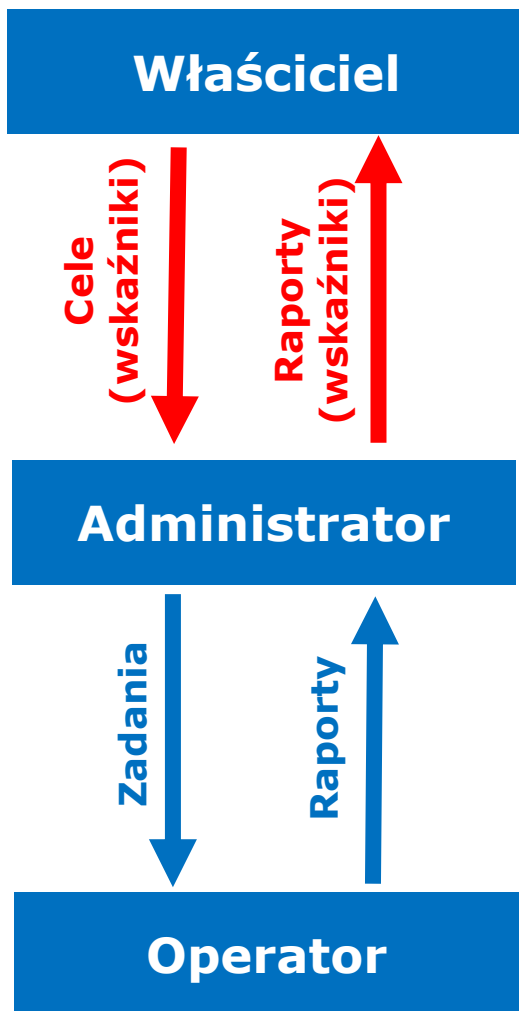 Właściciel
Cele
(wskaźniki)
Raporty
(wskaźniki)
Administrator
Zadania
Raporty
Operator